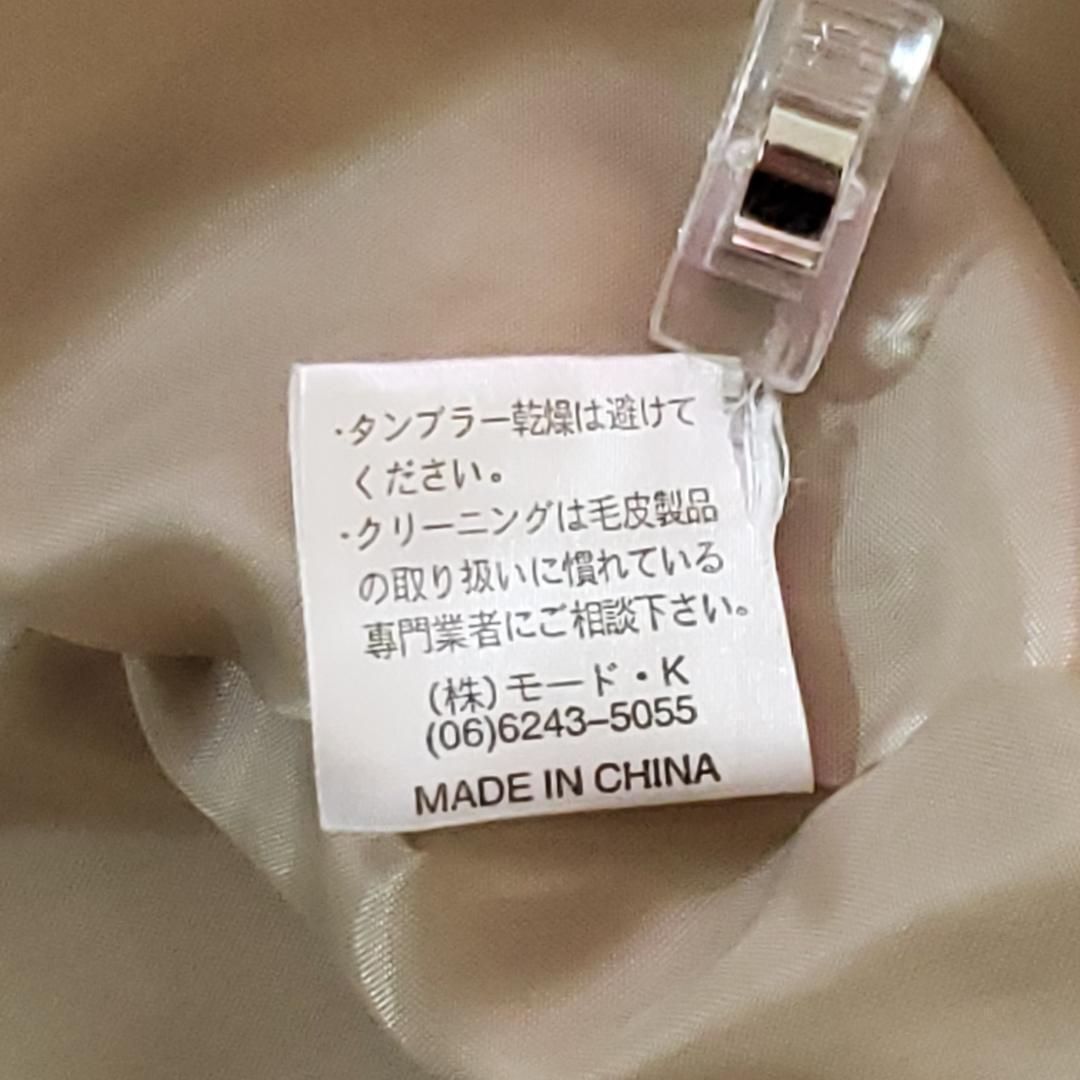 ・タンブラー乾燥は避けて
ください。
・クリーニングは毛皮製品
の取り扱いに慣れている
専門業者にご相談下さい。
(株)モード・K
(06)6243–5055
MADE IN CHINA